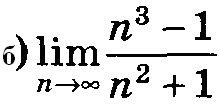 б) lim n→∞ (n³ − 1)/(n² + 1)